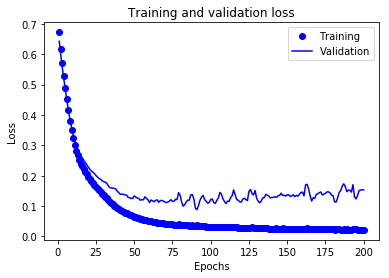 Training and validation loss
Training
Validation
Loss
0.7
0.6
0.5
0.4
0.3
0.2
0.1
0.0
0 25 50 75 100 125 150 175 200
Epochs